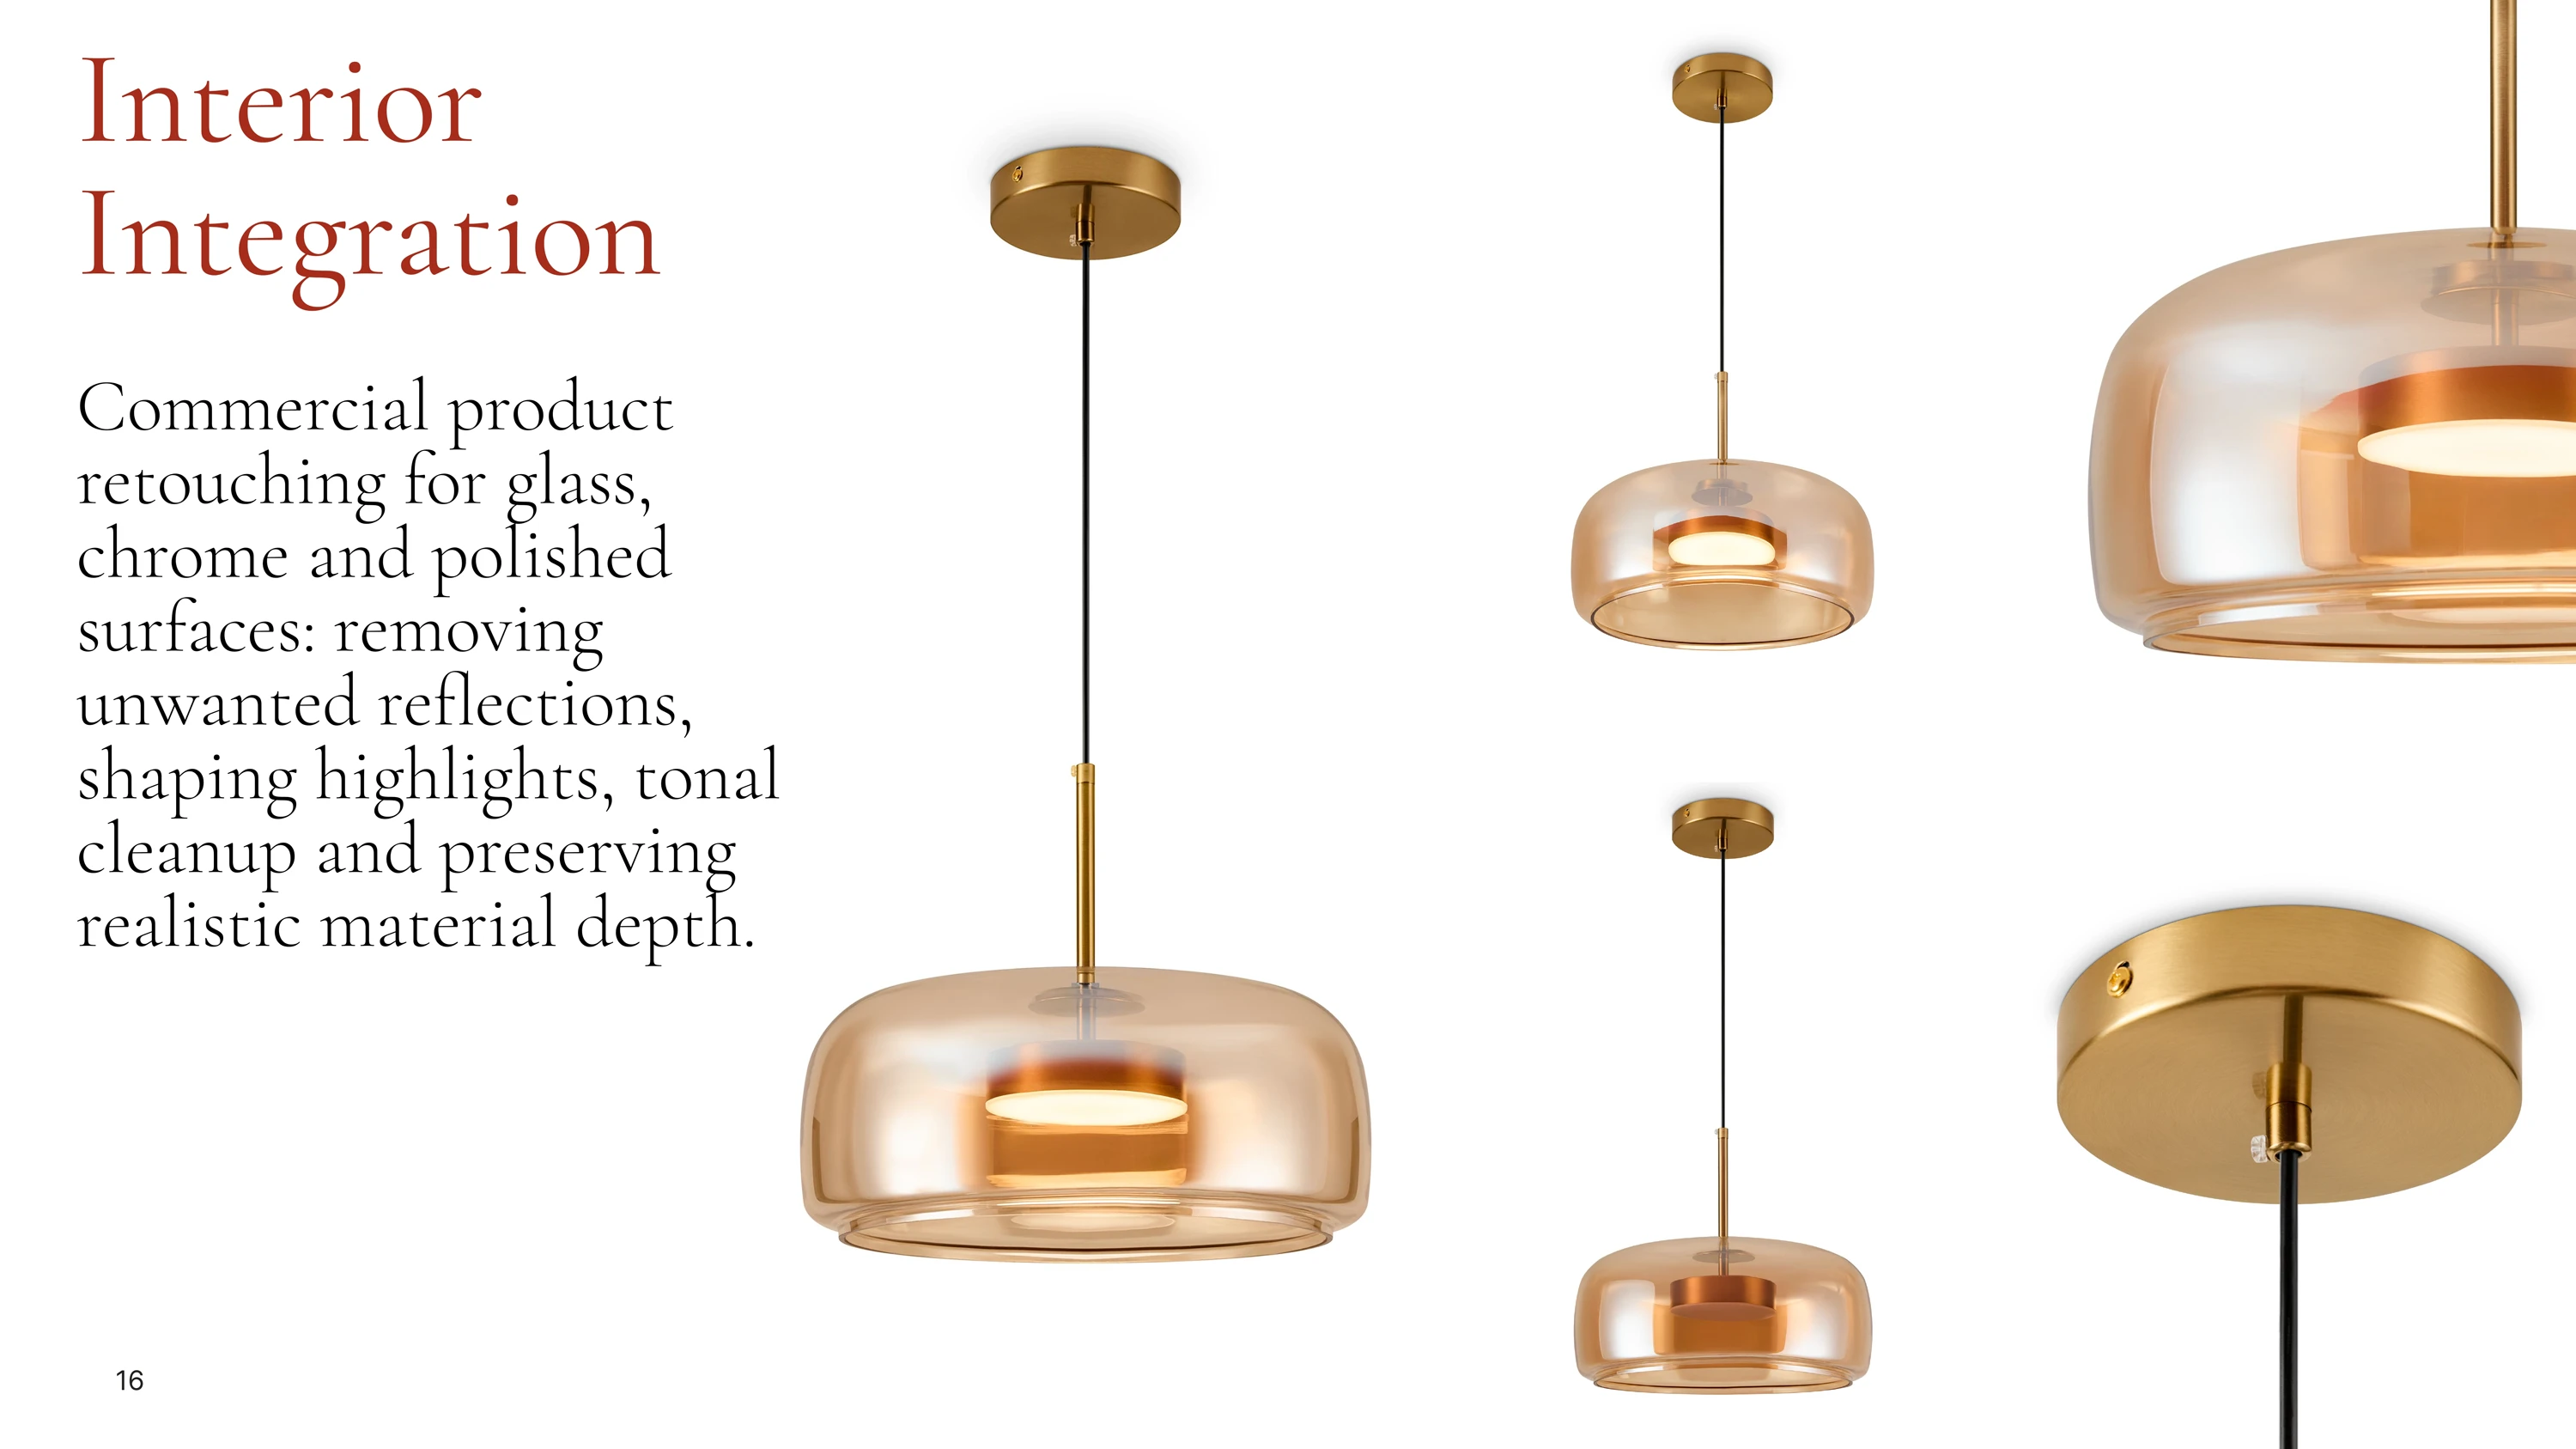 Interior
Integration
Commercial product
retouching for glass,
chrome and polished
surfaces: removing
unwanted reflections,
shaping highlights, tonal
cleanup and preserving
realistic material depth.
16